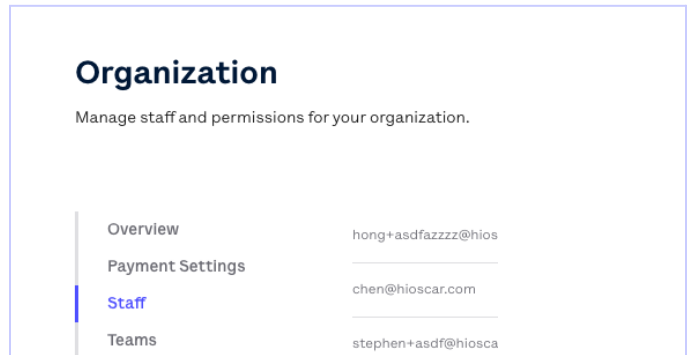 Organization
Manage staff and permissions for your organization.
Overview
Payment Settings
Staff
Teams
hong+asdfazzzz@hios
chen@hioscar.com
stephen+asdf@hiosca